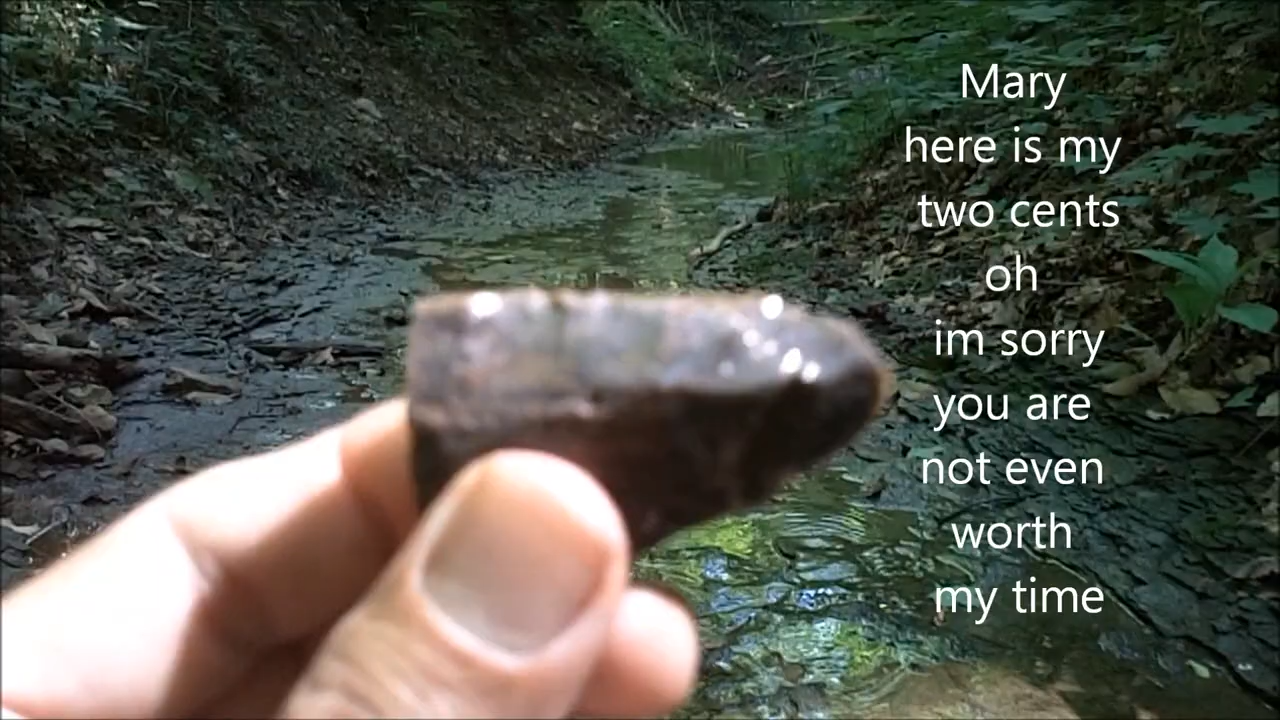 Mary
here is my
two cents
oh
im sorry
you are
not even
worth
my time